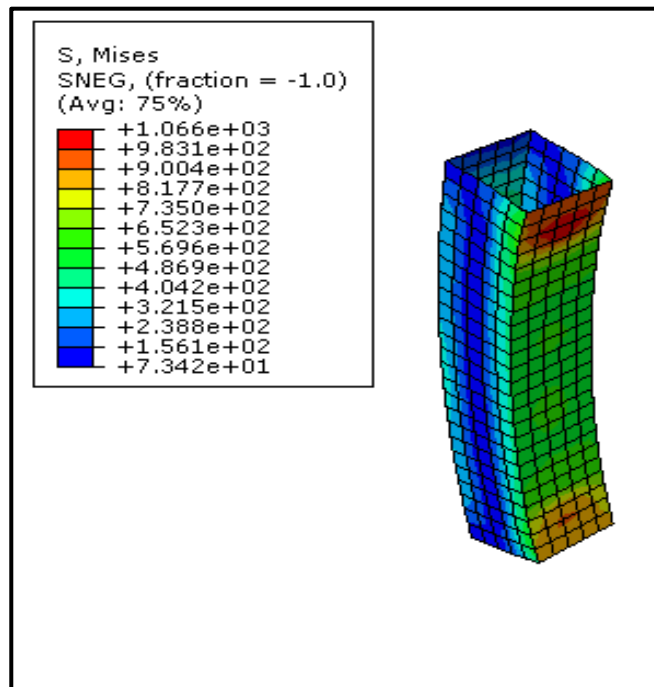 S, Mises
SNEG, (fraction = -1.0)
(Avg: 75%)
+1.066e+03
+9.831e+02
+9.004e+02
+8.177e+02
+7.350e+02
+6.523e+02
+5.696e+02
+4.869e+02
+4.042e+02
+3.215e+02
+2.388e+02
+1.561e+02
+7.342e+01